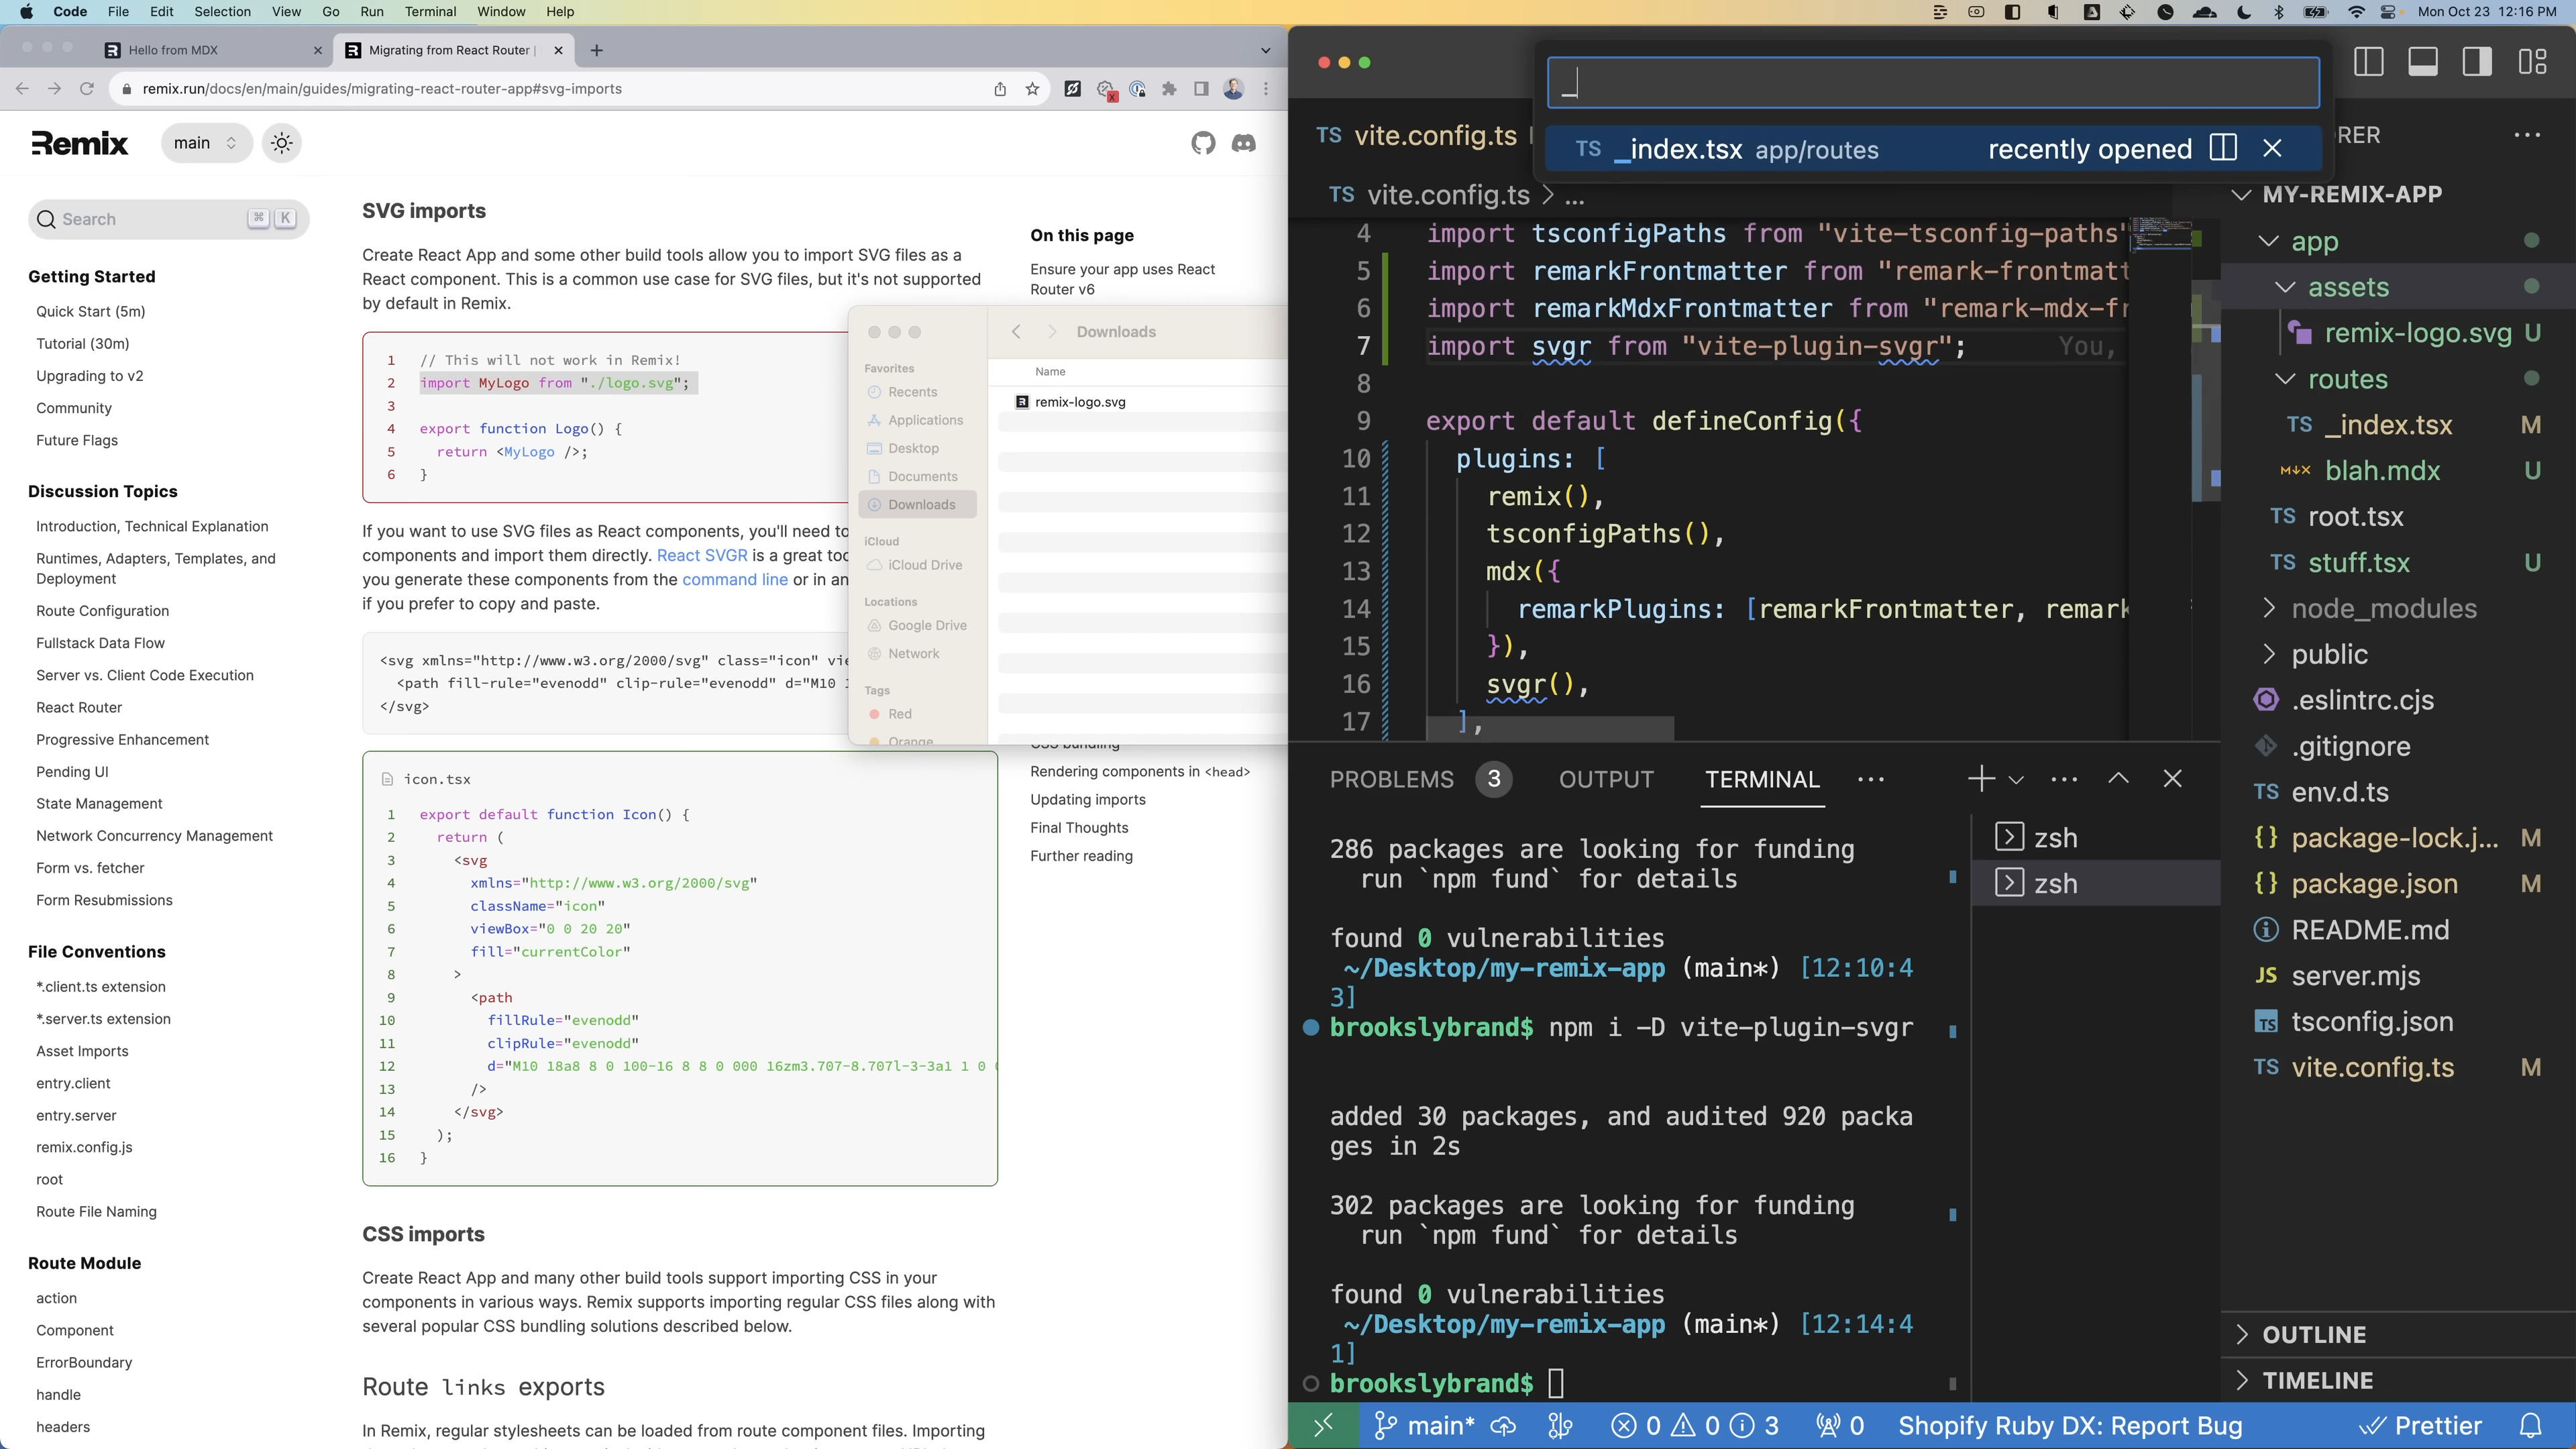 Code File Edit Selection View Go Run Terminal Window Help
Mon Oct 23 12:16 PM
Hello from MDX
Migrating from React Router |
remix.run/docs/en/main/guides/migrating-react-router-app#svg-imports
Remix
main
Search
⌘ K
Getting Started
Quick Start (5m)
Tutorial (30m)
Upgrading to v2
Community
Future Flags
Discussion Topics
Introduction, Technical Explanation
Runtimes, Adapters, Templates, and
Deployment
Route Configuration
Fullstack Data Flow
Server vs. Client Code Execution
React Router
Progressive Enhancement
Pending UI
State Management
Network Concurrency Management
Form vs. fetcher
Form Resubmissions
File Conventions
*.client.ts extension
*.server.ts extension
Asset Imports
entry.client
entry.server
remix.config.js
root
Route File Naming
Route Module
action
Component
ErrorBoundary
handle
headers
SVG imports
Create React App and some other build tools allow you to import SVG files as a
React component. This is a common use case for SVG files, but it's not supported
by default in Remix.
1 // This will not work in Remix!
2 import MyLogo from "./logo.svg";
3
4 export function Logo() {
5 return <MyLogo />;
6 }
If you want to use SVG files as React components, you'll need to
components and import them directly. React SVGR is a great
you generate these components from the command line or in an
if you prefer to copy and paste.
<svg xmlns="http://www.w3.org/2000/svg" class="icon"
<path fill-rule="evenodd" clip-rule="evenodd" d="M10
</svg>
icon.tsx
1 export default function Icon() {
2 return (
3 <svg
4 xmlns="http://www.w3.org/2000/svg"
5 className="icon"
6 viewBox="0 0 20 20"
7 fill="currentColor"
8 >
9 <path
10 fillRule="evenodd"
11 clipRule="evenodd"
12 d="M10 18a8 8 0 100-16 8 8 0 000 16zm3.707-8.707l-3-3a1 1 0
13 />
14 </svg>
15 );
16 }
CSS imports
Create React App and many other build tools support importing CSS in your
components in various ways. Remix supports importing regular CSS files along with
several popular CSS bundling solutions described below.
Route links exports
In Remix, regular stylesheets can be loaded from route component files. Importing
On this page
Ensure your app uses React
Router v6
CSS bundling
Rendering components in <head>
Updating imports
Final Thoughts
Further reading
Downloads
Favorites
Recents
Applications
Desktop
Documents
Downloads
iCloud
iCloud Drive
Locations
Google Drive
Network
Tags
Red
Orange
Name
remix-logo.svg
_
TS _index.tsx app/routes recently opened
TS vite.config.ts
TS vite.config.ts > ...
4 import tsconfigPaths from "vite-tsconfig-paths"
5 import remarkFrontmatter from "remark-frontmatt
6 import remarkMdxFrontmatter from "remark-mdx-fr
7 import svgr from "vite-plugin-svgr"; You,
8
9 export default defineConfig({
10 plugins: [
11 remix(),
12 tsconfigPaths(),
13 mdx({
14 remarkPlugins: [remarkFrontmatter, remark
15 }),
16 svgr(),
17 ],
PROBLEMS 3 OUTPUT TERMINAL
286 packages are looking for funding
run `npm fund` for details
found 0 vulnerabilities
~/Desktop/my-remix-app (main*) [12:10:4
3]
brookslybrand$ npm i -D vite-plugin-svgr
added 30 packages, and audited 920 packa
ges in 2s
302 packages are looking for funding
run `npm fund` for details
found 0 vulnerabilities
~/Desktop/my-remix-app (main*) [12:14:4
1]
brookslybrand$
zsh
zsh
RER
MY-REMIX-APP
app
assets
remix-logo.svg U
routes
TS _index.tsx M
blah.mdx U
TS root.tsx
TS stuff.tsx U
node_modules
public
.eslintrc.cjs
.gitignore
TS env.d.ts
{} package-lock.j... M
{} package.json M
README.md
JS server.mjs
TS tsconfig.json
TS vite.config.ts M
OUTLINE
TIMELINE
main* 0 0 3 0 Shopify Ruby DX: Report Bug Prettier